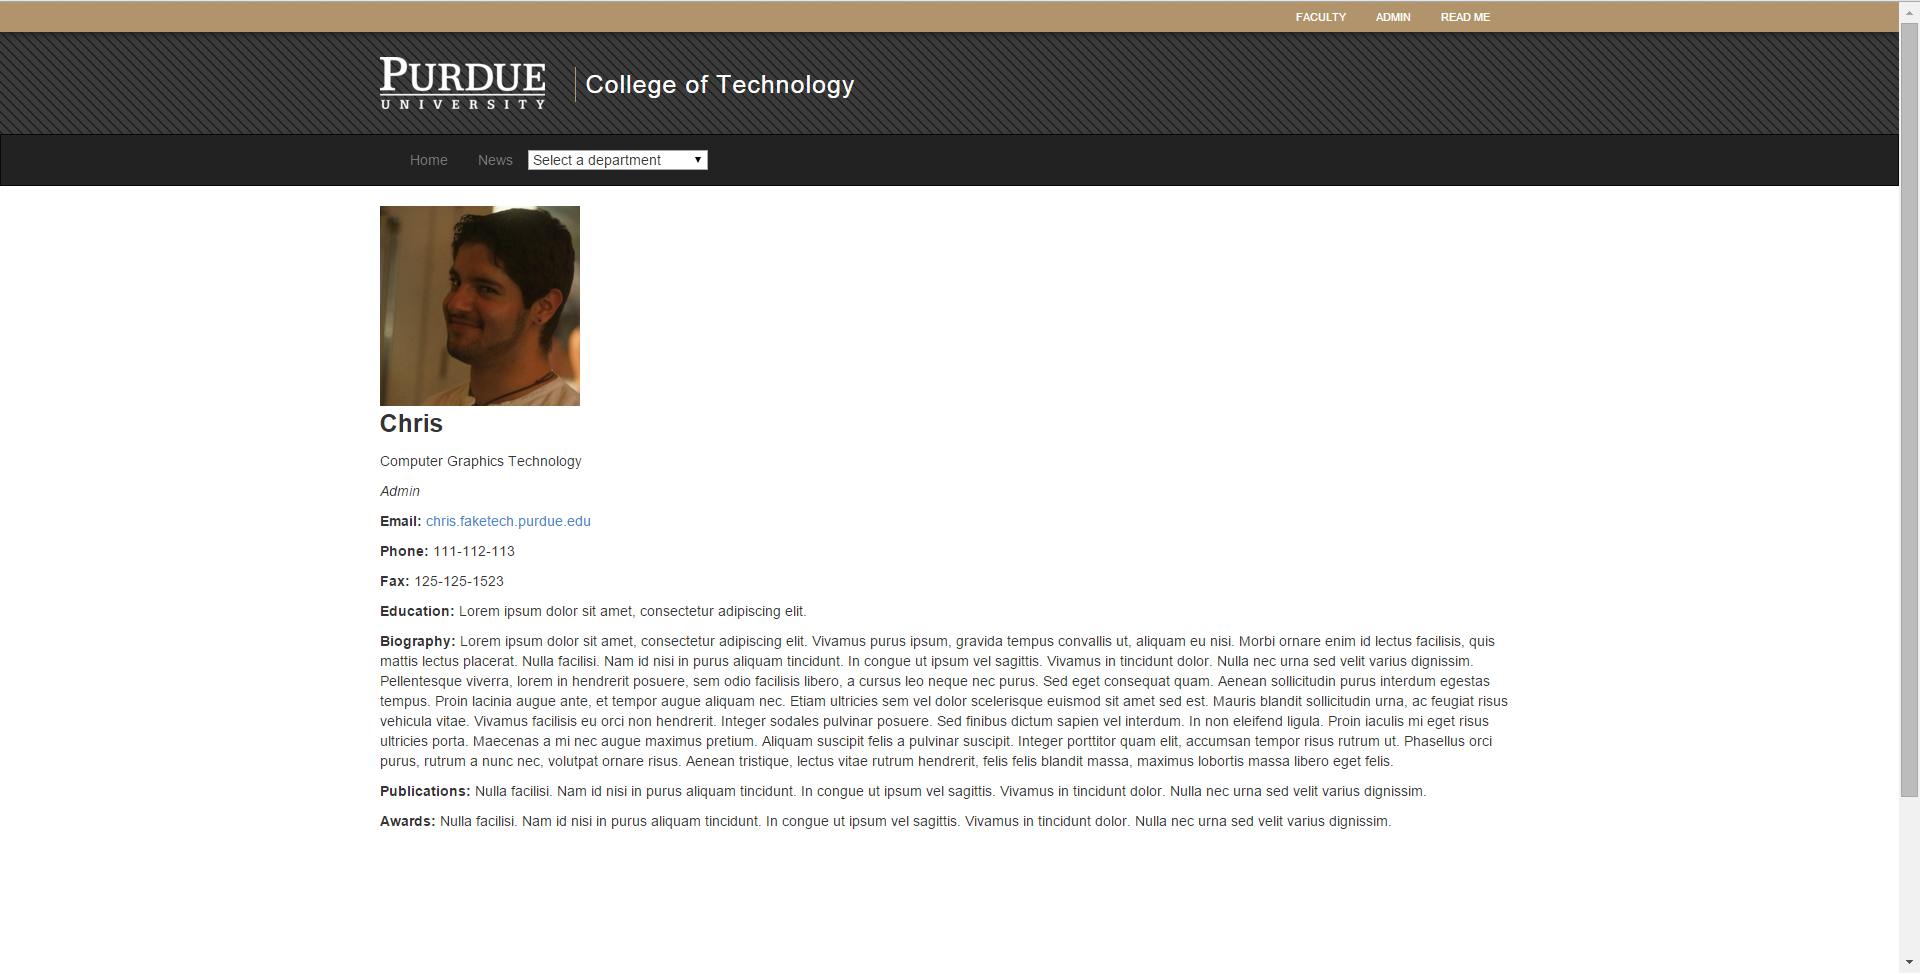 FACULTY ADMIN READ ME
PURDUE
UNIVERSITY
College of Technology
Home News Select a department
Chris
Computer Graphics Technology
Admin
Email: chris.faketech.purdue.edu
Phone: 111-112-113
Fax: 125-125-1523
Education: Lorem ipsum dolor sit amet, consectetur adipiscing elit.
Biography: Lorem ipsum dolor sit amet, consectetur adipiscing elit. Vivamus purus ipsum, gravida tempus convallis ut, aliquam eu nisi. Morbi ornare enim id lectus facilisis, quis
mattis lectus placerat. Nulla facilisi. Nam id nisi in purus aliquam tincidunt. In congue ut ipsum vel sagittis. Vivamus in tincidunt dolor. Nulla nec urna sed velit varius dignissim.
Pellentesque viverra, lorem in hendrerit posuere, sem odio facilisis libero, a cursus leo neque nec purus. Sed eget consequat quam. Aenean sollicitudin purus interdum egestas
tempus. Proin lacinia augue ante, et tempor augue aliquam nec. Etiam ultricies sem vel dolor scelerisque euismod sit amet sed est. Mauris blandit sollicitudin urna, ac feugiat risus
vehicula vitae. Vivamus facilisis eu orci non hendrerit. Integer sodales pulvinar posuere. Sed finibus dictum sapien vel interdum. In non eleifend ligula. Proin iaculis mi eget risus
ultricies porta. Maecenas a mi nec augue maximus pretium. Aliquam suscipit felis a pulvinar suscipit. Integer porttitor quam elit, accumsan tempor risus rutrum ut. Phasellus orci
purus, rutrum a nunc nec, volutpat ornare risus. Aenean tristique, lectus vitae rutrum hendrerit, felis felis blandit massa, maximus lobortis massa libero eget felis.
Publications: Nulla facilisi. Nam id nisi in purus aliquam tincidunt. In congue ut ipsum vel sagittis. Vivamus in tincidunt dolor. Nulla nec urna sed velit varius dignissim.
Awards: Nulla facilisi. Nam id nisi in purus aliquam tincidunt. In congue ut ipsum vel sagittis. Vivamus in tincidunt dolor. Nulla nec urna sed velit varius dignissim.